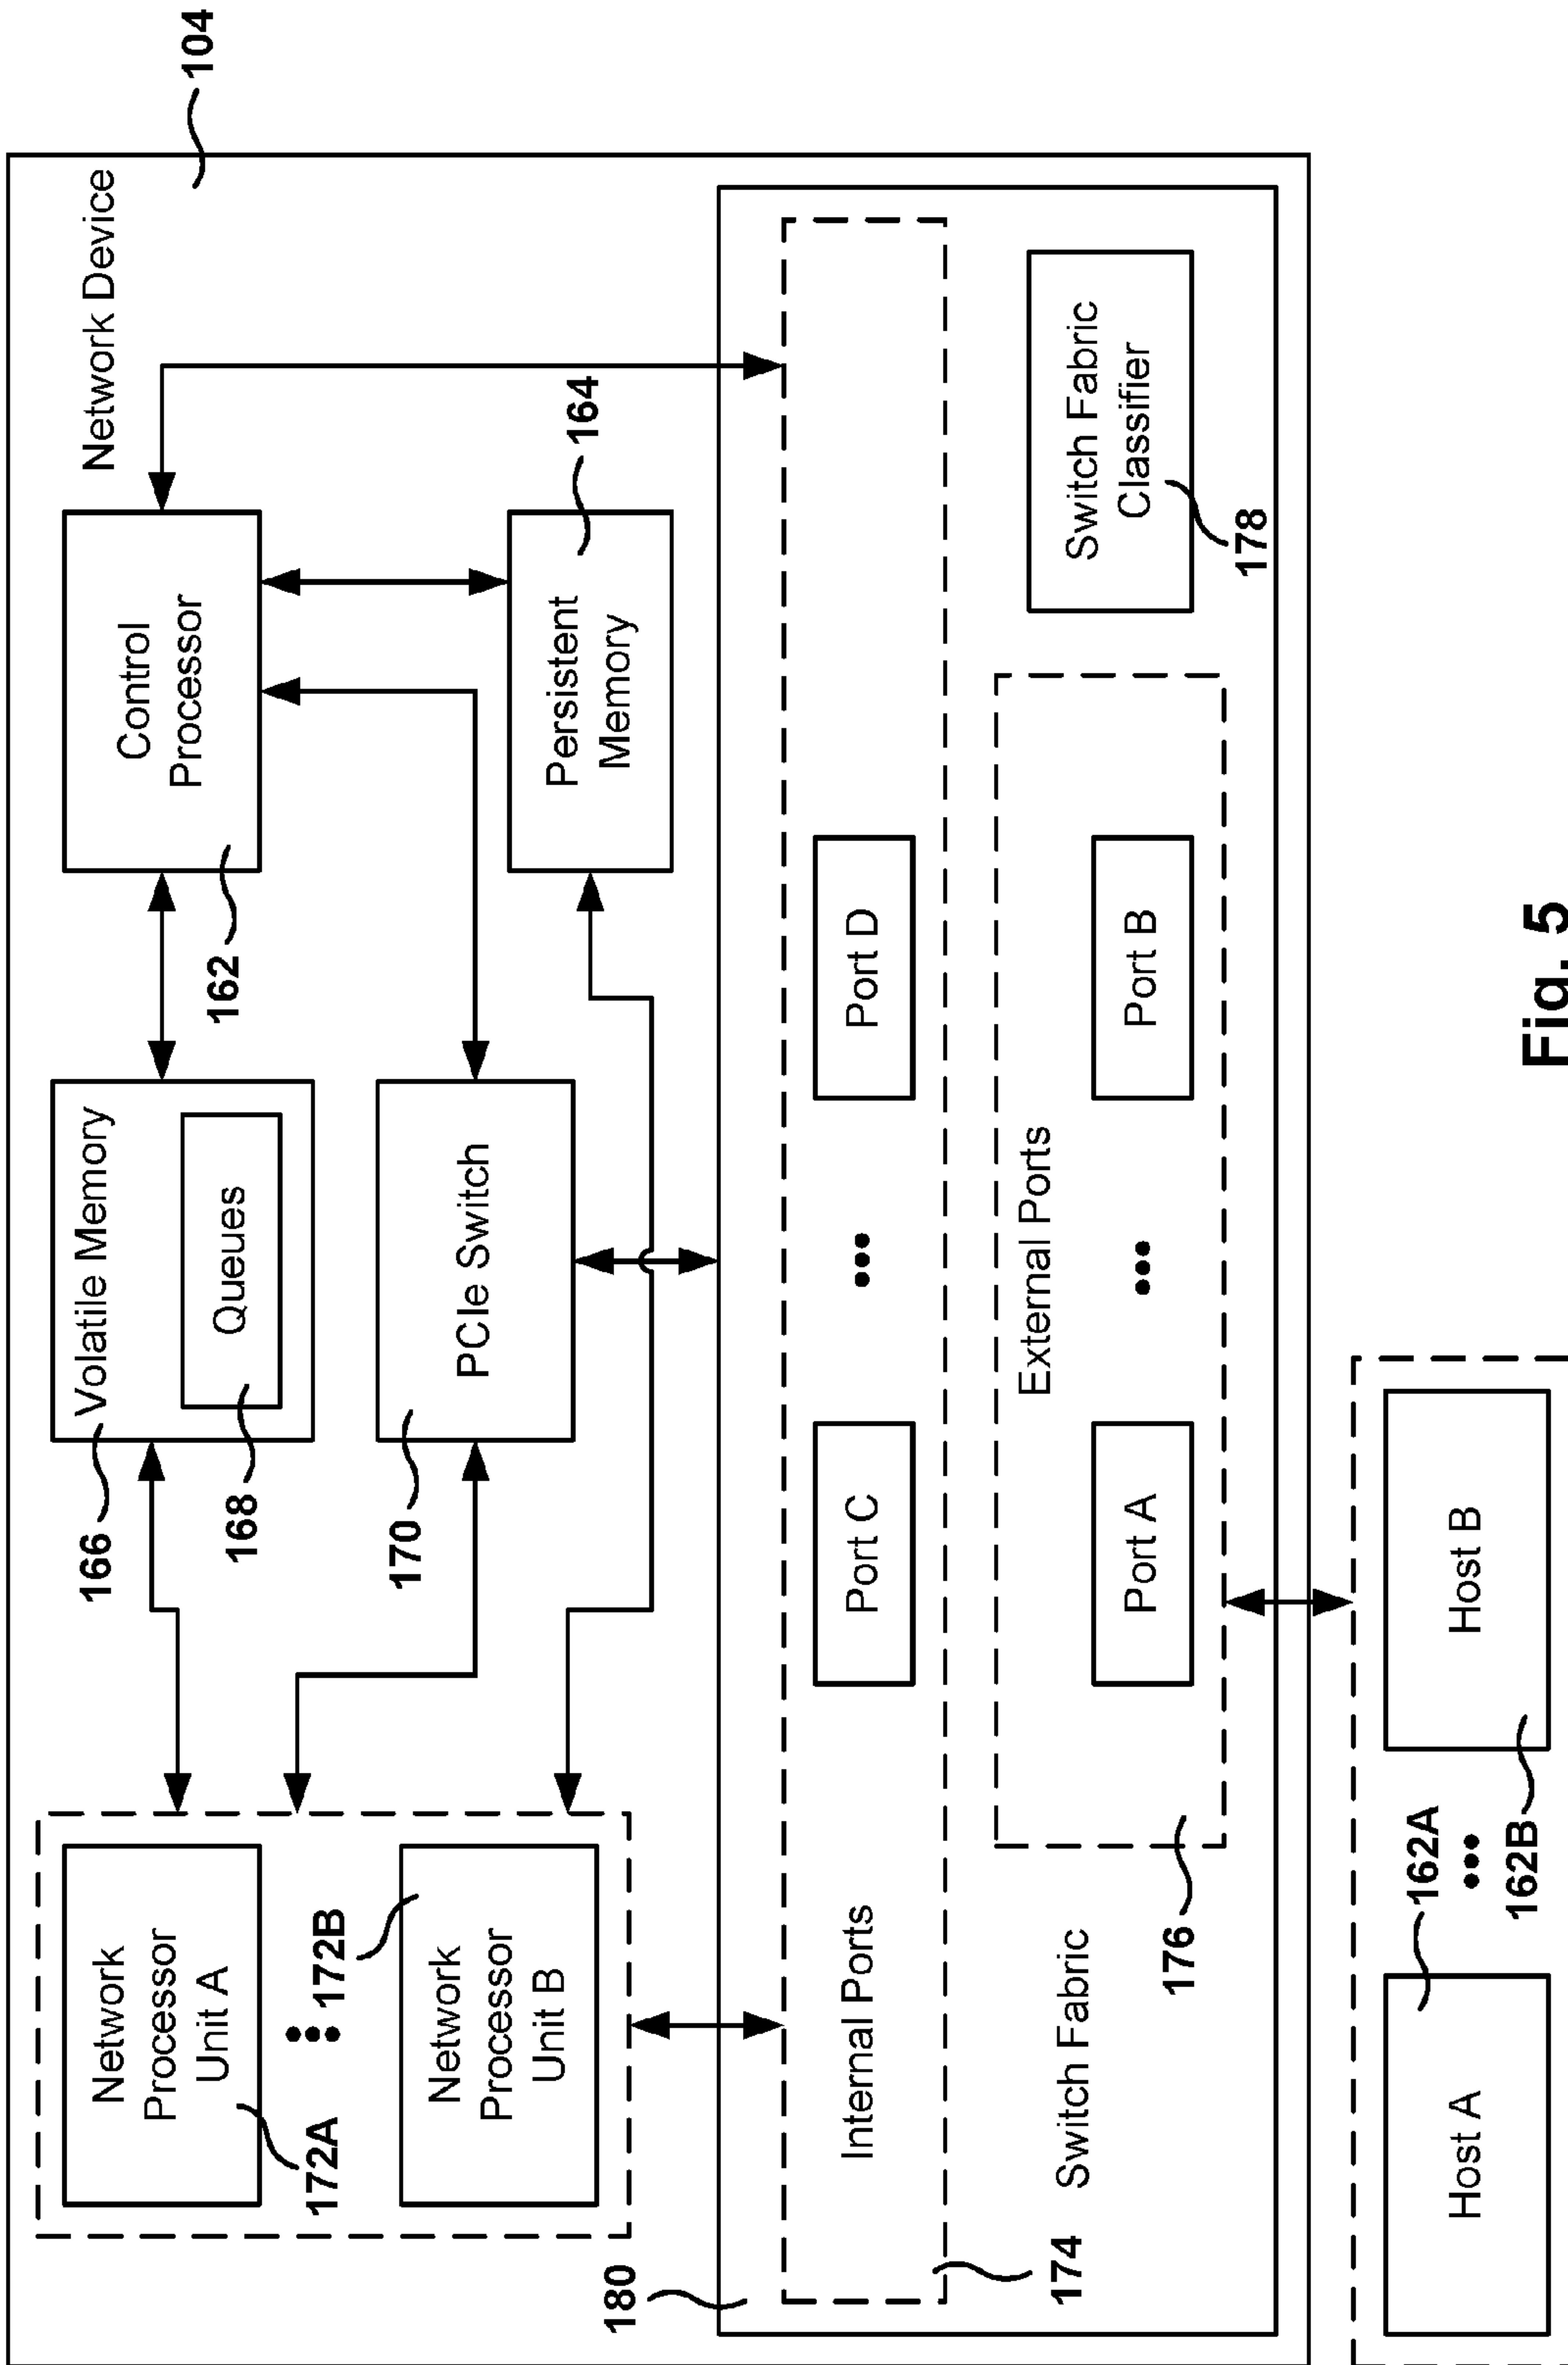 104
Network Device
Network
Processor
Unit A
172A
172B
Network
Processor
Unit B
Volatile Memory
Queues
166
168
Control
Processor
162
PCIe Switch
170
Persistent
Memory
164
180
Internal Ports
Port C
Port D
174
Switch Fabric
External Ports
Port A
Port B
176
Switch Fabric
Classifier
178
Host A
162A
Host B
162B
Fig. 5